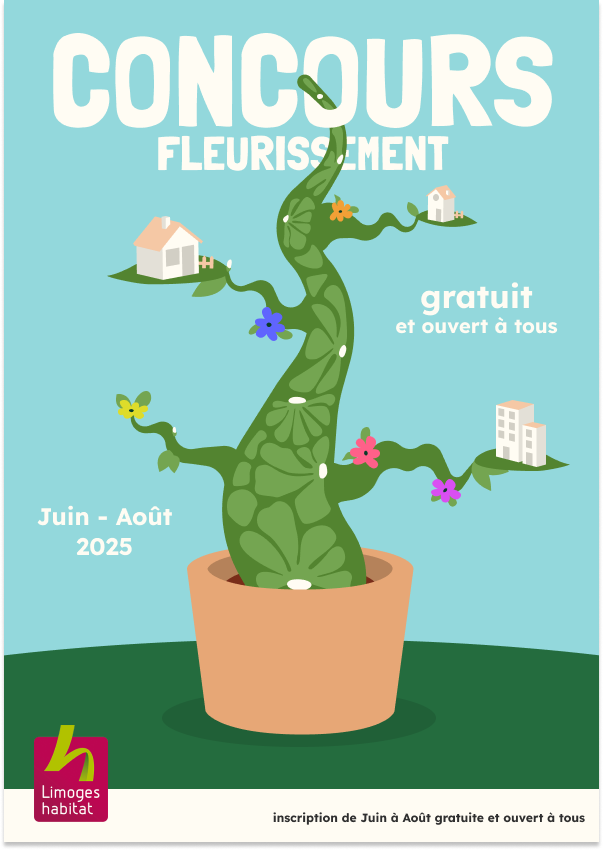 CONCOURS
FLEURISSEMENT
gratuit
et ouvert à tous
Juin - Août
2025
Limoges
habitat
inscription de Juin à Août gratuite et ouvert à tous